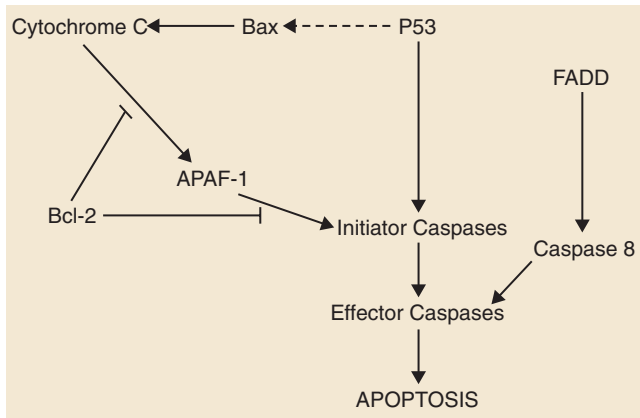 Cytochrome C
Bax
P53
FADD
APAF-1
Bcl-2
Initiator Caspases
Caspase 8
Effector Caspases
APOPTOSIS